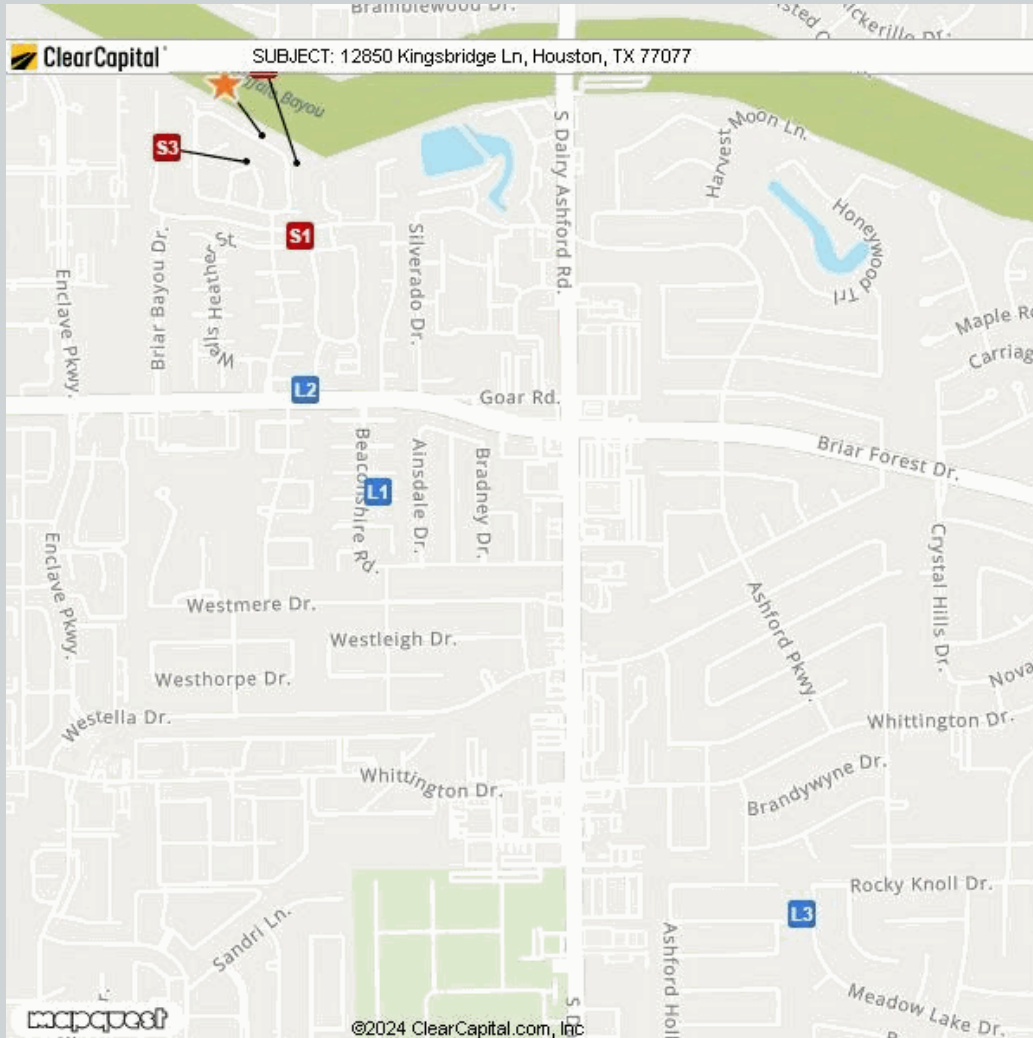 Bramblewood Dr.
ClearCapital
SUBJECT: 12850 Kingsbridge Ln, Houston, TX 77077
Buffalo Bayou
S3
S1
Moon Ln.
Harvest
S Dairy Ashford Rd.
Honeywood Trl
Briar Bayou Dr.
Wells Heather St
Silverado Dr.
Enclave Pkwy.
Maple R
Carriag
L2
Goar Rd.
Briar Forest Dr.
Beaconshire Rd.
L1
Ainsdale Dr.
Bradney Dr.
Enclave Pkwy.
Crystal Hills Dr.
Ashford Pkwy.
Westmere Dr.
Westleigh Dr.
Westhorpe Dr.
Westella Dr.
Nova
Whittington Dr.
Whittington Dr.
Brandywyne Dr.
Rocky Knoll Dr.
L3
Sandri Ln.
Ashford Holl
Meadow Lake Dr.
mapquest
©2024 ClearCapital.com, Inc